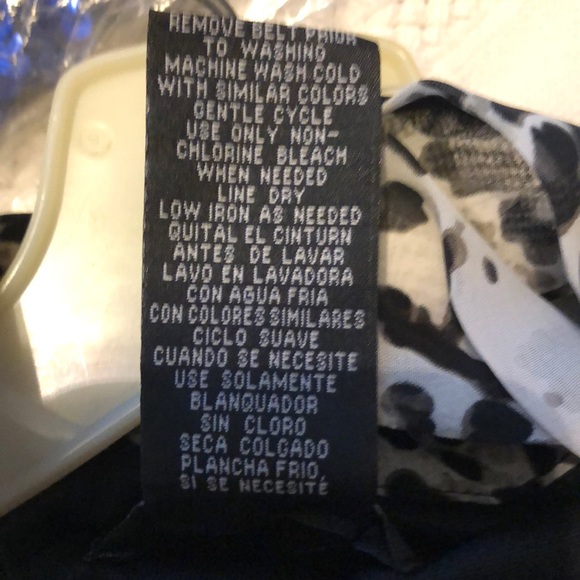 REMOVE BELT PRIOR
TO WASHING
MACHINE WASH COLD
WITH SIMILAR COLORS
GENTLE CYCLE
USE ONLY NON-
CHLORINE BLEACH
WHEN NEEDED
LINE DRY
LOW IRON AS NEEDED
QUITAL EL CINTURN
ANTES DE LAVAR
LAVO EN LAVADORA
CON AGUA FRIA
CON COLORES SIMILARES
CICLO SUAVE
CUANDO SE NECESITE
USE SOLAMENTE
BLANQUADOR
SIN CLORO
SECA COLGADO
PLANCHA FRIO,
SI SE NECESITÉ